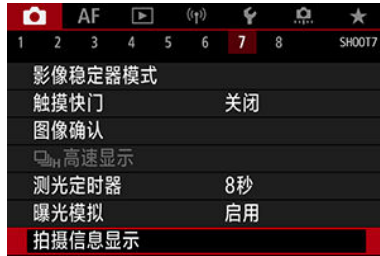 AF
1 2 3 4 5 6 7 8 SHOOT7
影像稳定器模式
触摸快门 关闭
图像确认
H高速显示
测光定时器 8秒
曝光模拟 启用
拍摄信息显示